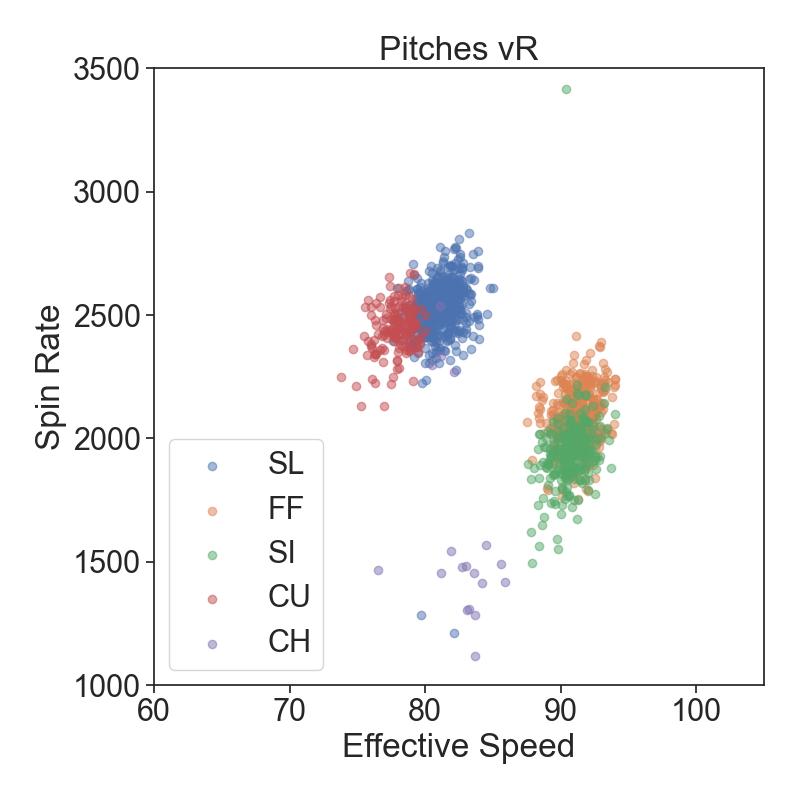 Pitches vR
3500
3000
2500
2000
1500
1000
Spin Rate
SL
FF
SI
CU
CH
60 70 80 90 100
Effective Speed